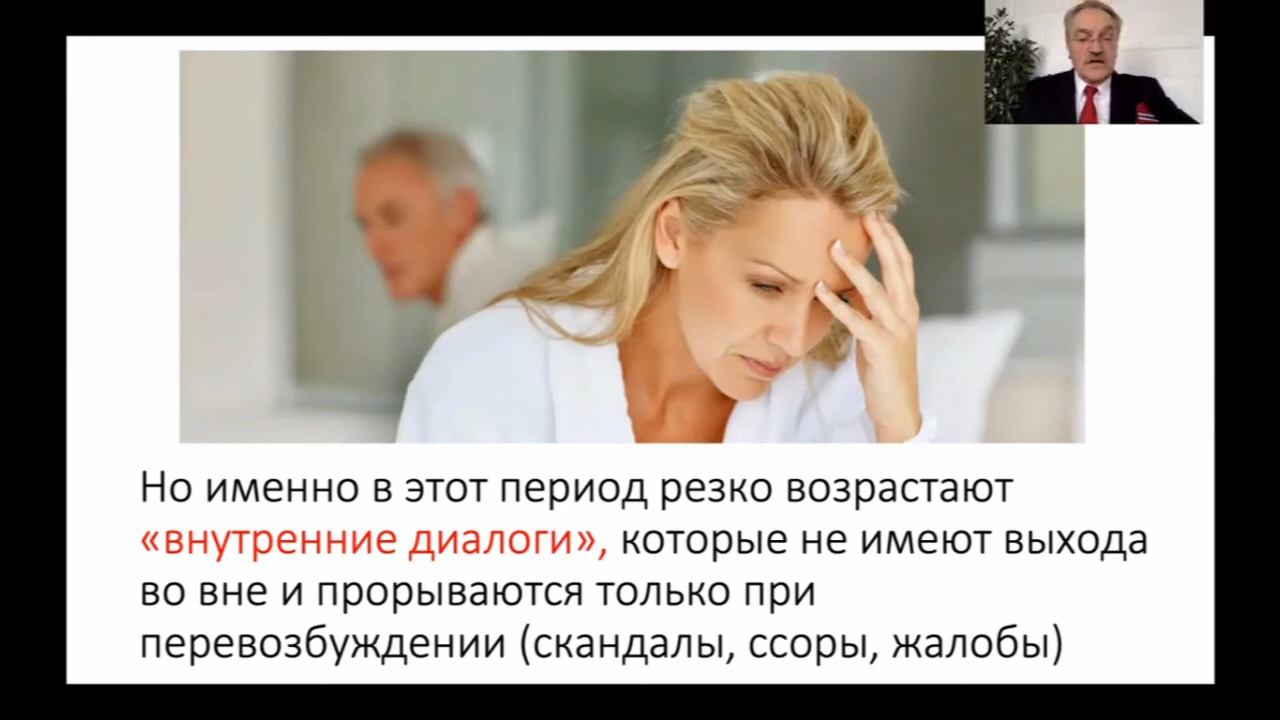 Но именно в этот период резко возрастают
«внутренние диалоги», которые не имеют выхода
во вне и прорываются только при
перевозбуждении (скандалы, ссоры, жалобы)